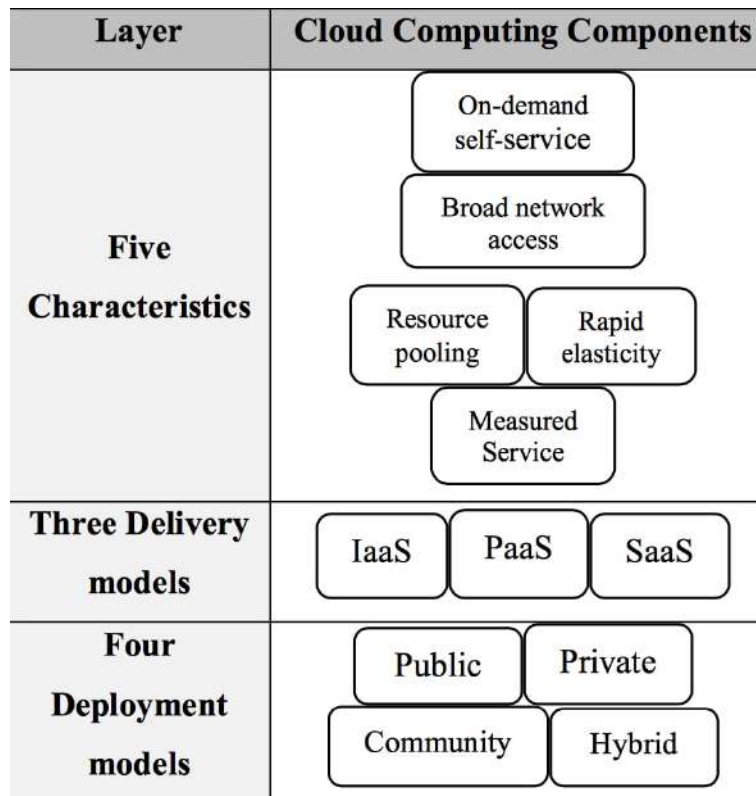 Layer
Cloud Computing Components
Five
Characteristics
On-demand
self-service
Broad network
access
Resource
pooling
Rapid
elasticity
Measured
Service
Three Delivery
models
IaaS
PaaS
SaaS
Four
Deployment
models
Public
Private
Community
Hybrid